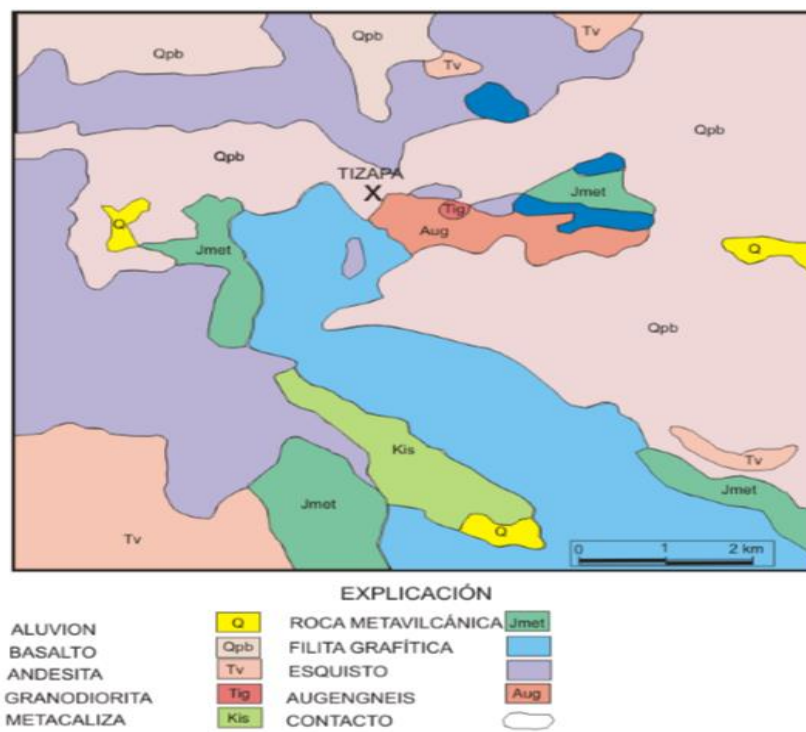 Qpb
Qpb
Tv
Tv
Qpb
Qpb
TIZAPA
X
Jmet
Tig
Q
Aug
Jmet
Q
Qpb
Kis
Tv
Jmet
Jmet
Q
Tv
0 1 2 km
EXPLICACIÓN
ALUVION Q ROCA METAVILCÁNICA Jmet
BASALTO Qpb FILITA GRAFÍTICA
ANDESITA Tv ESQUISTO
GRANODIORITA Tig AUGENGNEIS Aug
METACALIZA Kis CONTACTO